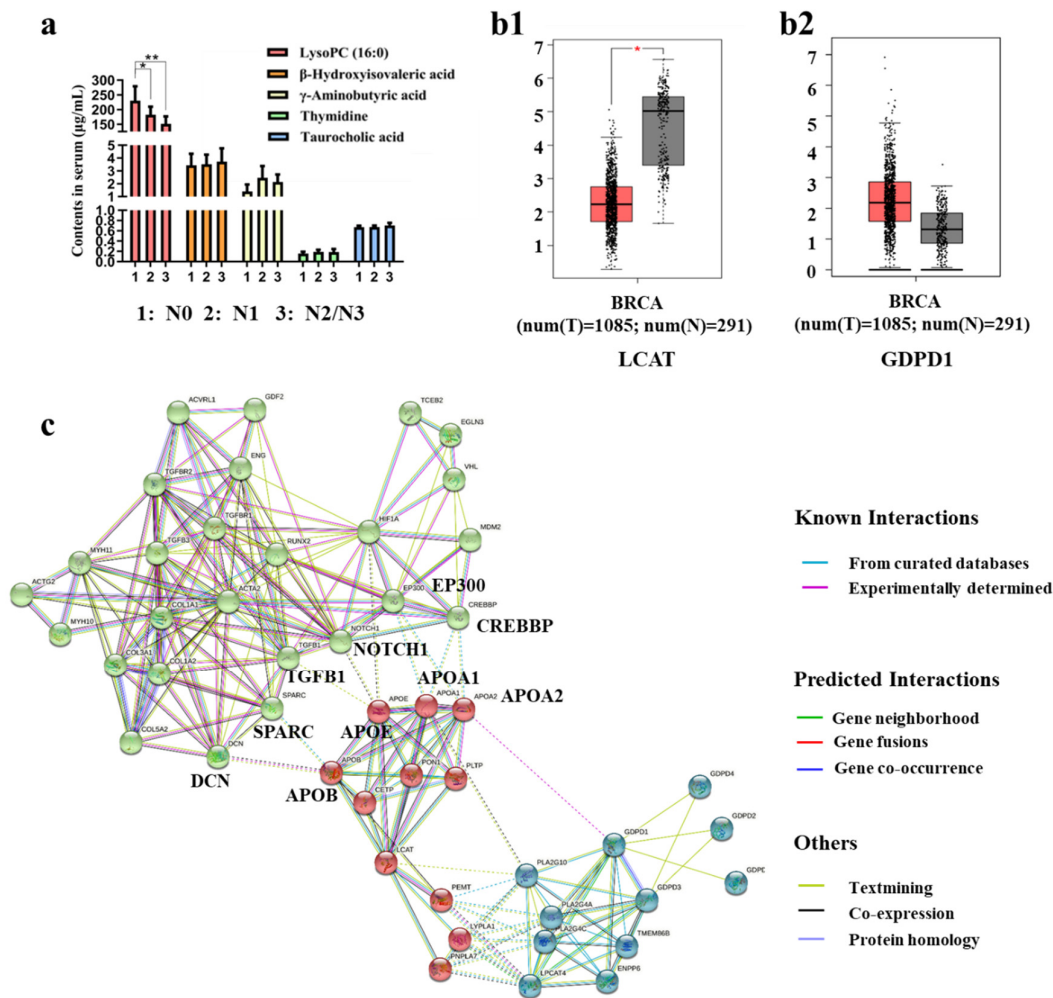 a
LysoPC (16:0)
β-Hydroxyisovaleric acid
γ-Aminobutyric acid
Thymidine
Taurocholic acid
**
*
Contents in serum (μg/mL)
300
250
200
150
5
4
3
2
1
0.8
0.6
0.4
0.2
0.0
1 2 3 1 2 3 1 2 3 1 2 3 1 2 3
1: N0 2: N1 3: N2/N3
b1
7
6
5
4
3
2
1
*
BRCA
(num(T)=1085; num(N)=291)
LCAT
b2
7
6
5
4
3
2
1
0
BRCA
(num(T)=1085; num(N)=291)
GDPD1
c
ACVRL1
GDF2
TCEB2
EGLN3
ENG
VHL
TGFBR2
TGFBR1
HIF1A
MDM2
TGFB3
RUNX2
MYH11
ACTG2
ACTA2
EP300
EP300
COL1A1
CREBBP
CREBBP
MYH10
NOTCH1
NOTCH1
COL3A1
COL1A2
TGFB1
TGFB1
APOA1
APOA2
SPARC
SPARC
APOE
APOA1
APOA2
APOE
COL5A2
DCN
DCN
APOB
APOB
PON1
PLTP
CETP
LCAT
GDPD4
GDPD1
GDPD2
PLA2G10
GDPD
GDPD3
PEMT
PLA2G4A
LYPLA1
PLA2G4C
TMEM86B
PNPLA7
LPCAT4
ENPP6
Known Interactions
From curated databases
Experimentally determined
Predicted Interactions
Gene neighborhood
Gene fusions
Gene co-occurrence
Others
Textmining
Co-expression
Protein homology